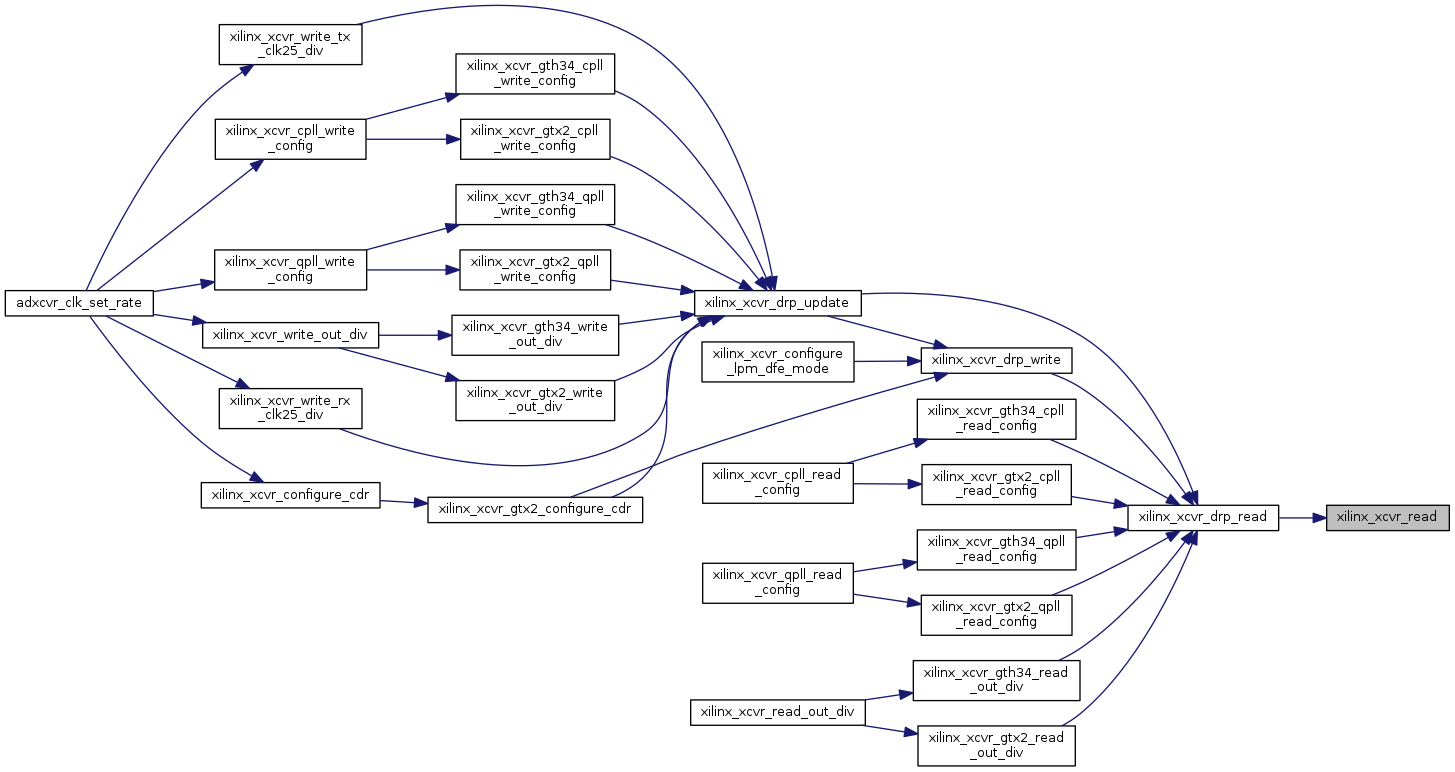 xilinx_xcvr_write_tx
_clk25_div
xilinx_xcvr_gth34_cpll
_write_config
xilinx_xcvr_cpll_write
_config
xilinx_xcvr_gtx2_cpll
_write_config
xilinx_xcvr_gth34_qpll
_write_config
xilinx_xcvr_qpll_write
_config
xilinx_xcvr_gtx2_qpll
_write_config
adxcvr_clk_set_rate
xilinx_xcvr_drp_update
xilinx_xcvr_write_out_div
xilinx_xcvr_gth34_write
_out_div
xilinx_xcvr_configure
_lpm_dfe_mode
xilinx_xcvr_drp_write
xilinx_xcvr_write_rx
_clk25_div
xilinx_xcvr_gtx2_write
_out_div
xilinx_xcvr_gth34_cpll
_read_config
xilinx_xcvr_cpll_read
_config
xilinx_xcvr_gtx2_cpll
_read_config
xilinx_xcvr_configure_cdr
xilinx_xcvr_gtx2_configure_cdr
xilinx_xcvr_drp_read
xilinx_xcvr_read
xilinx_xcvr_gth34_qpll
_read_config
xilinx_xcvr_qpll_read
_config
xilinx_xcvr_gtx2_qpll
_read_config
xilinx_xcvr_gth34_read
_out_div
xilinx_xcvr_read_out_div
xilinx_xcvr_gtx2_read
_out_div